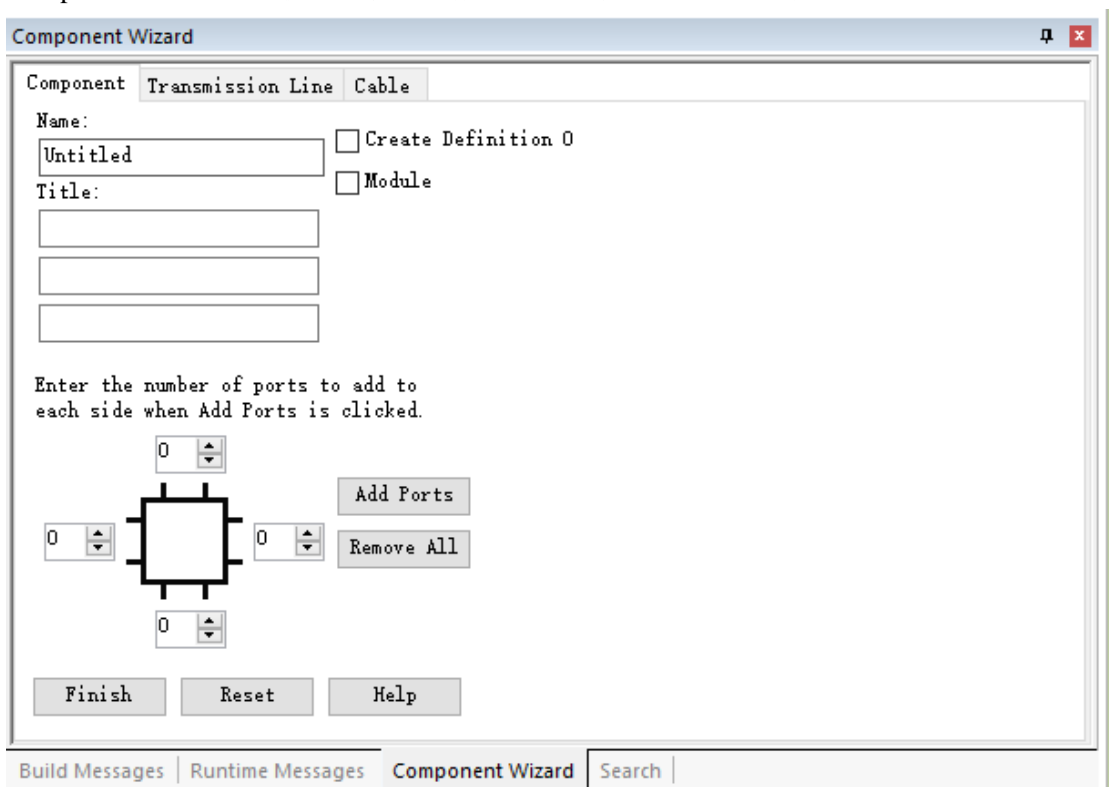 Component Wizard
Component Transmission Line Cable
Name:
Create Definition 0
Untitled
Module
Title:
Enter the number of ports to add to
each side when Add Ports is clicked.
0
Add Ports
0 0
Remove All
0
Finish Reset Help
Build Messages Runtime Messages Component Wizard Search